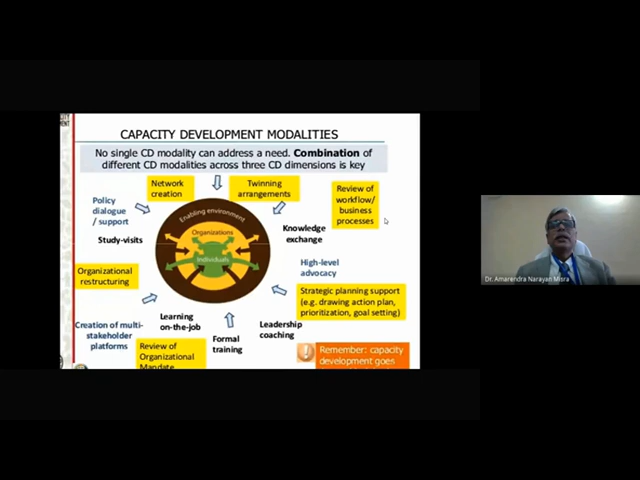 CAPACITY DEVELOPMENT MODALITIES
No single CD modality can address a need. Combination of
different CD modalities across three CD dimensions is key
Network
creation
Twinning
arrangements
Review of
workflow/
business
processes
Policy
dialogue
/ support
Enabling environment
Organizations
Individuals
Study-visits
Knowledge
exchange
High-level
advocacy
Organizational
restructuring
Strategic planning support
(e.g. drawing action plan,
prioritization, goal setting)
Learning
on-the-job
Creation of multi-
stakeholder
platforms
Leadership
coaching
Formal
training
Review of
Organizational
Mandate
Remember: capacity
development goes
Dr. Amarendra Narayan Misra